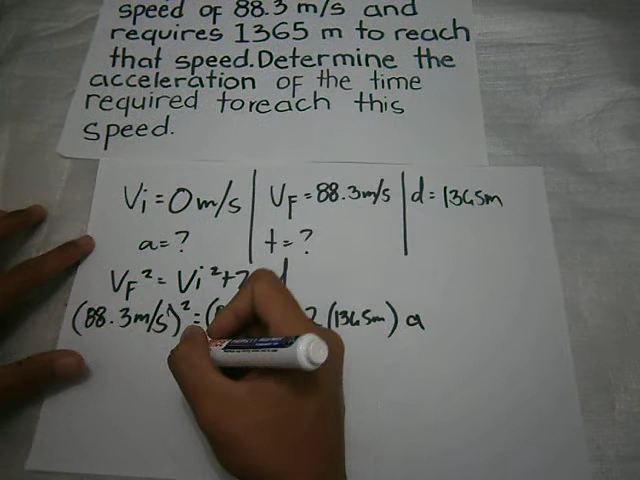 speed of 88.3 m/s and
requires 1365 m to reach
that speed. Determine the
acceleration of the time
required to reach this
speed.
Vi = 0 m/s | VF = 88.3 m/s | d = 1365m
a = ? t = ?
VF² = Vi² + 2 d
(88.3 m/s)² = ( 2 (1365m) a